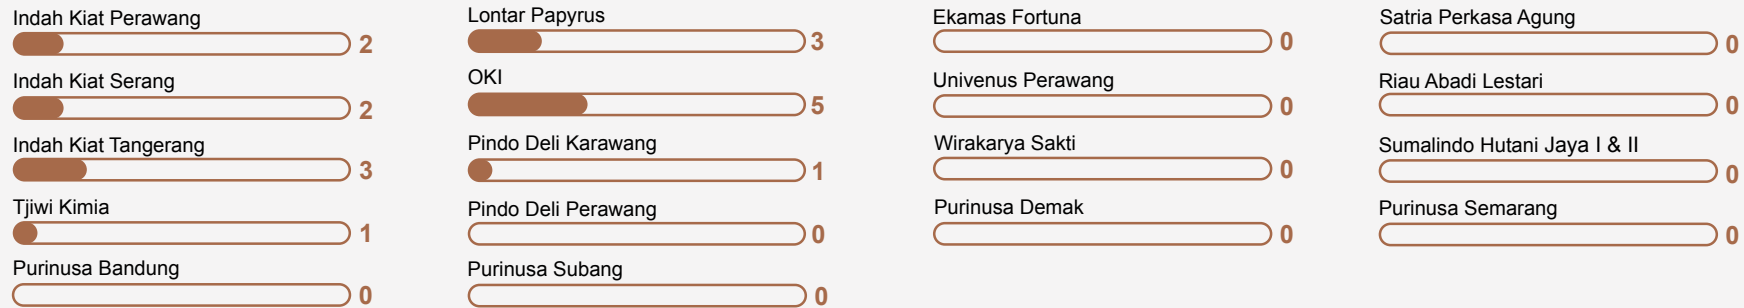 Indah Kiat Perawang
2
Indah Kiat Serang
2
Indah Kiat Tangerang
3
Tjiwi Kimia
1
Purinusa Bandung
0
Lontar Papyrus
3
OKI
5
Pindo Deli Karawang
1
Pindo Deli Perawang
0
Purinusa Subang
0
Ekamas Fortuna
0
Univenus Perawang
0
Wirakarya Sakti
0
Purinusa Demak
0
Satria Perkasa Agung
0
Riau Abadi Lestari
0
Sumalindo Hutani Jaya I & II
0
Purinusa Semarang
0